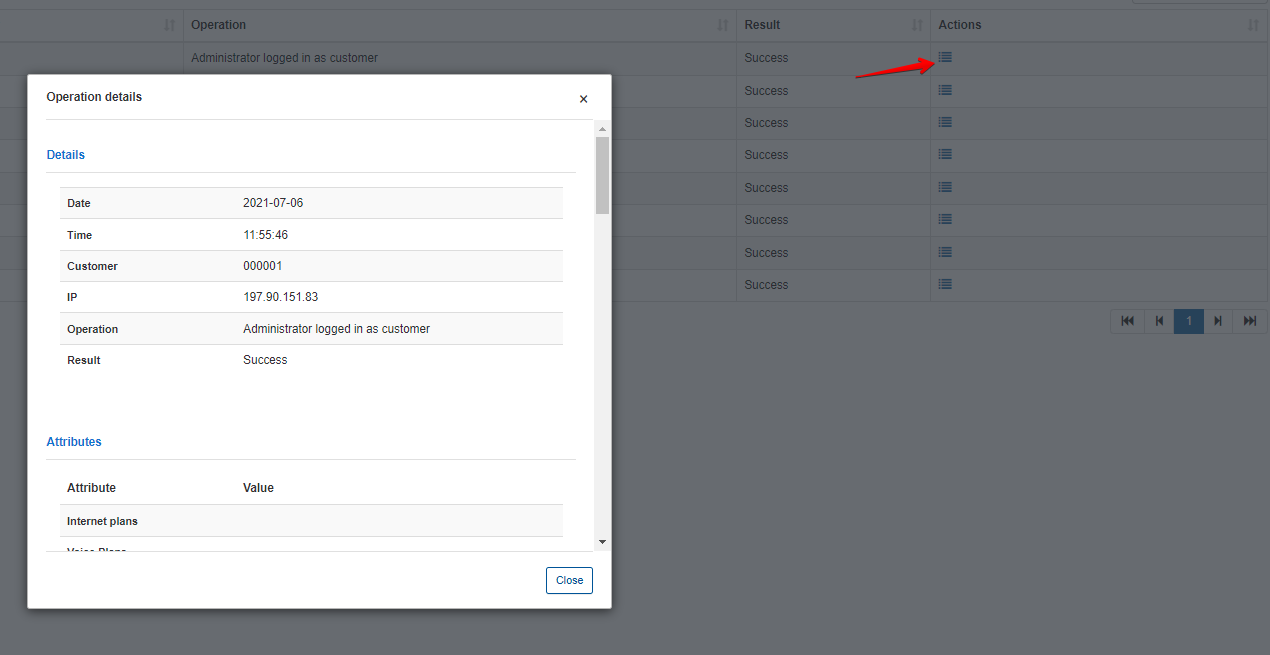 Operation Result Actions
Administrator logged in as customer Success
Success
Success
Success
Success
Success
Success
Success
1
Operation details
×
Details
Date 2021-07-06
Time 11:55:46
Customer 000001
IP 197.90.151.83
Operation Administrator logged in as customer
Result Success
Attributes
Attribute Value
Internet plans
Voice Plans
Close